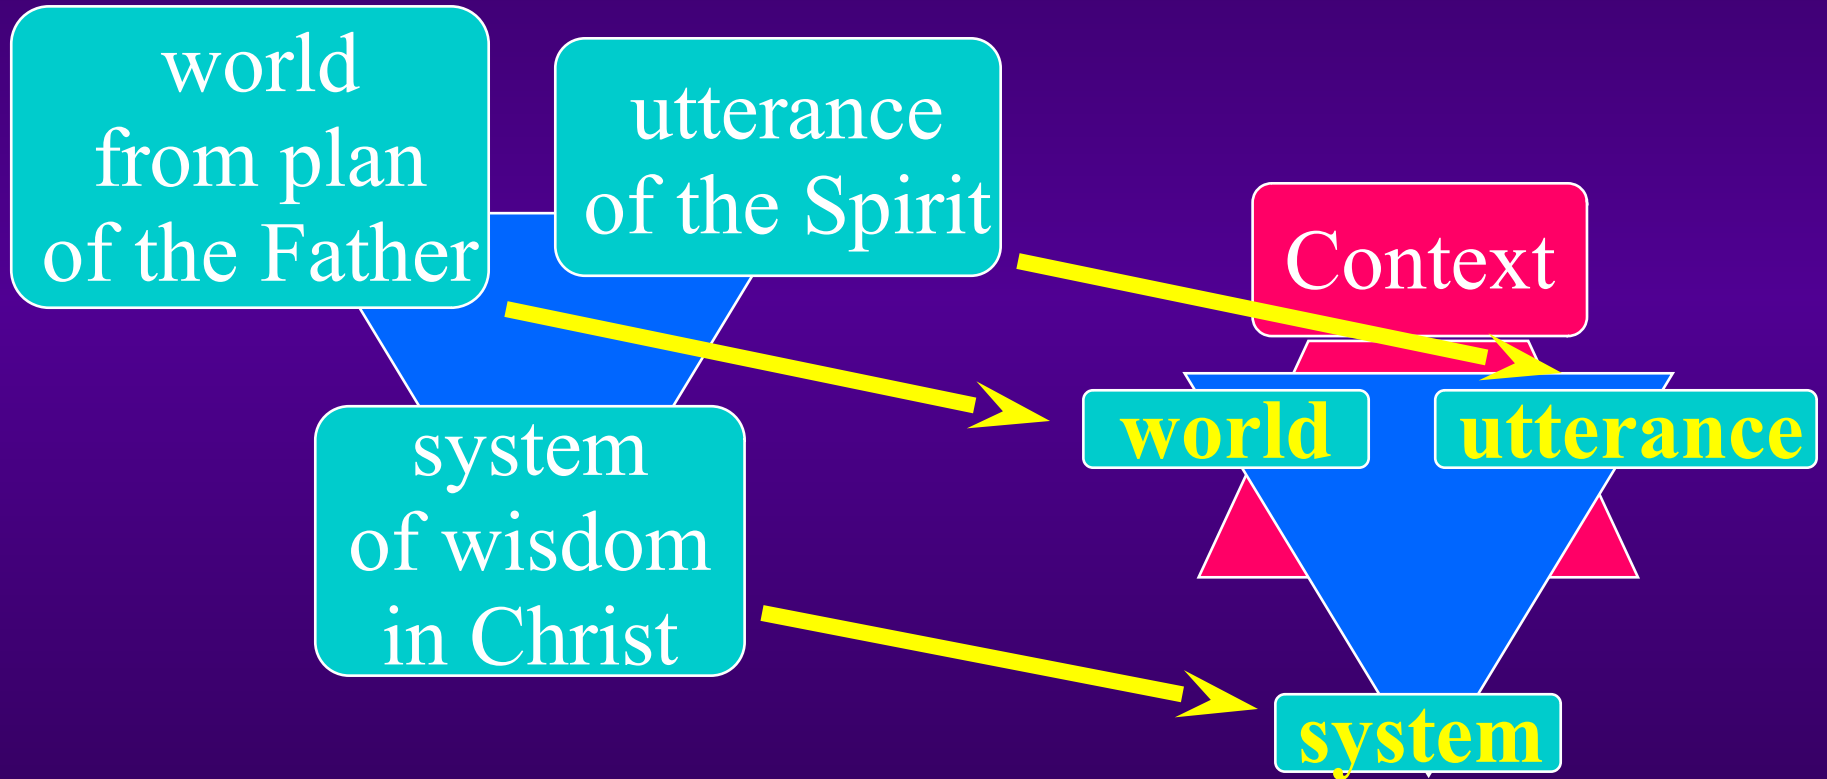 world
from plan
of the Father
utterance
of the Spirit
system
of wisdom
in Christ
Context
world
utterance
system